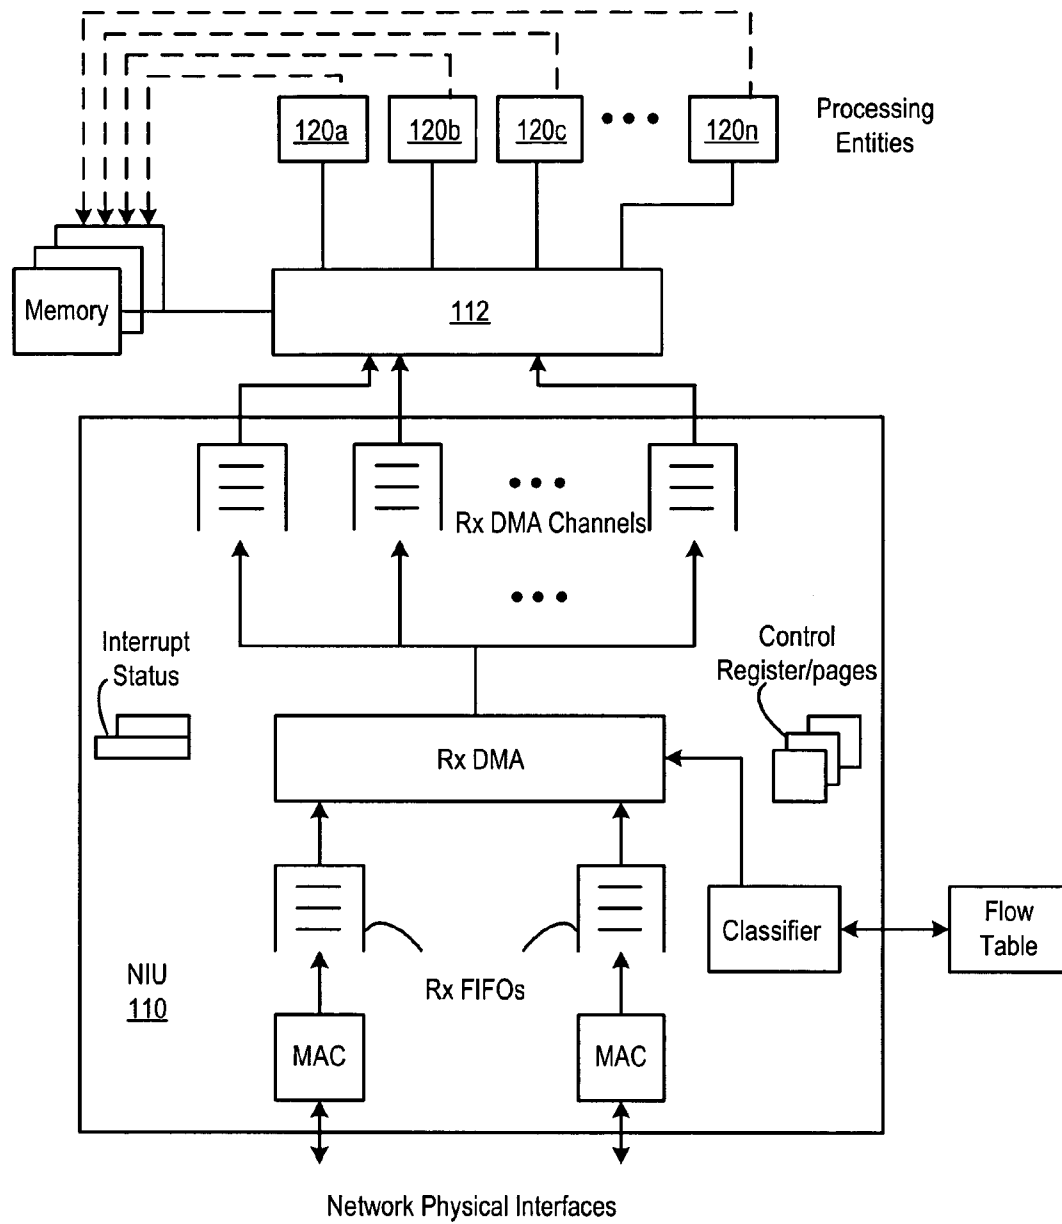 120a
120b
120c
120n
Processing
Entities
Memory
112
Rx DMA Channels
Interrupt
Status
Control
Register/pages
Rx DMA
Classifier
Flow
Table
NIU
110
Rx FIFOs
MAC
MAC
Network Physical Interfaces